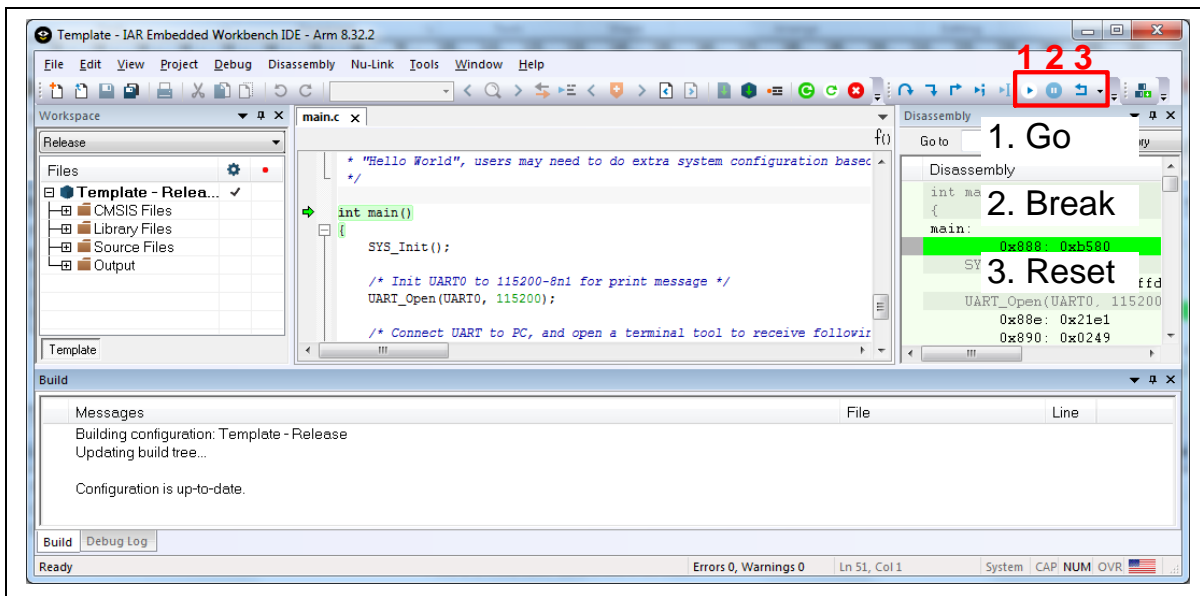 Template - IAR Embedded Workbench IDE - Arm 8.32.2
File Edit View Project Debug Disassembly Nu-Link Tools Window Help
1 2 3
Workspace
Release
Files
Template - Relea...
CMSIS Files
Library Files
Source Files
Output
Template
main.c x
f()
* "Hello World", users may need to do extra system configuration based
*/
int main()
{
SYS_Init();
/* Init UART0 to 115200-8n1 for print message */
UART_Open(UART0, 115200);
/* Connect UART to PC, and open a terminal tool to receive followin
Disassembly
Go to
1. Go
Disassembly
int ma
{
2. Break
main:
0x888: 0xb580
SY
3. Reset
ffd
UART_Open(UART0, 115200
0x88e: 0x21e1
0x890: 0x0249
Build
Messages File Line
Building configuration: Template - Release
Updating build tree...
Configuration is up-to-date.
Build Debug Log
Ready Errors 0, Warnings 0 Ln 51, Col 1 System CAP NUM OVR